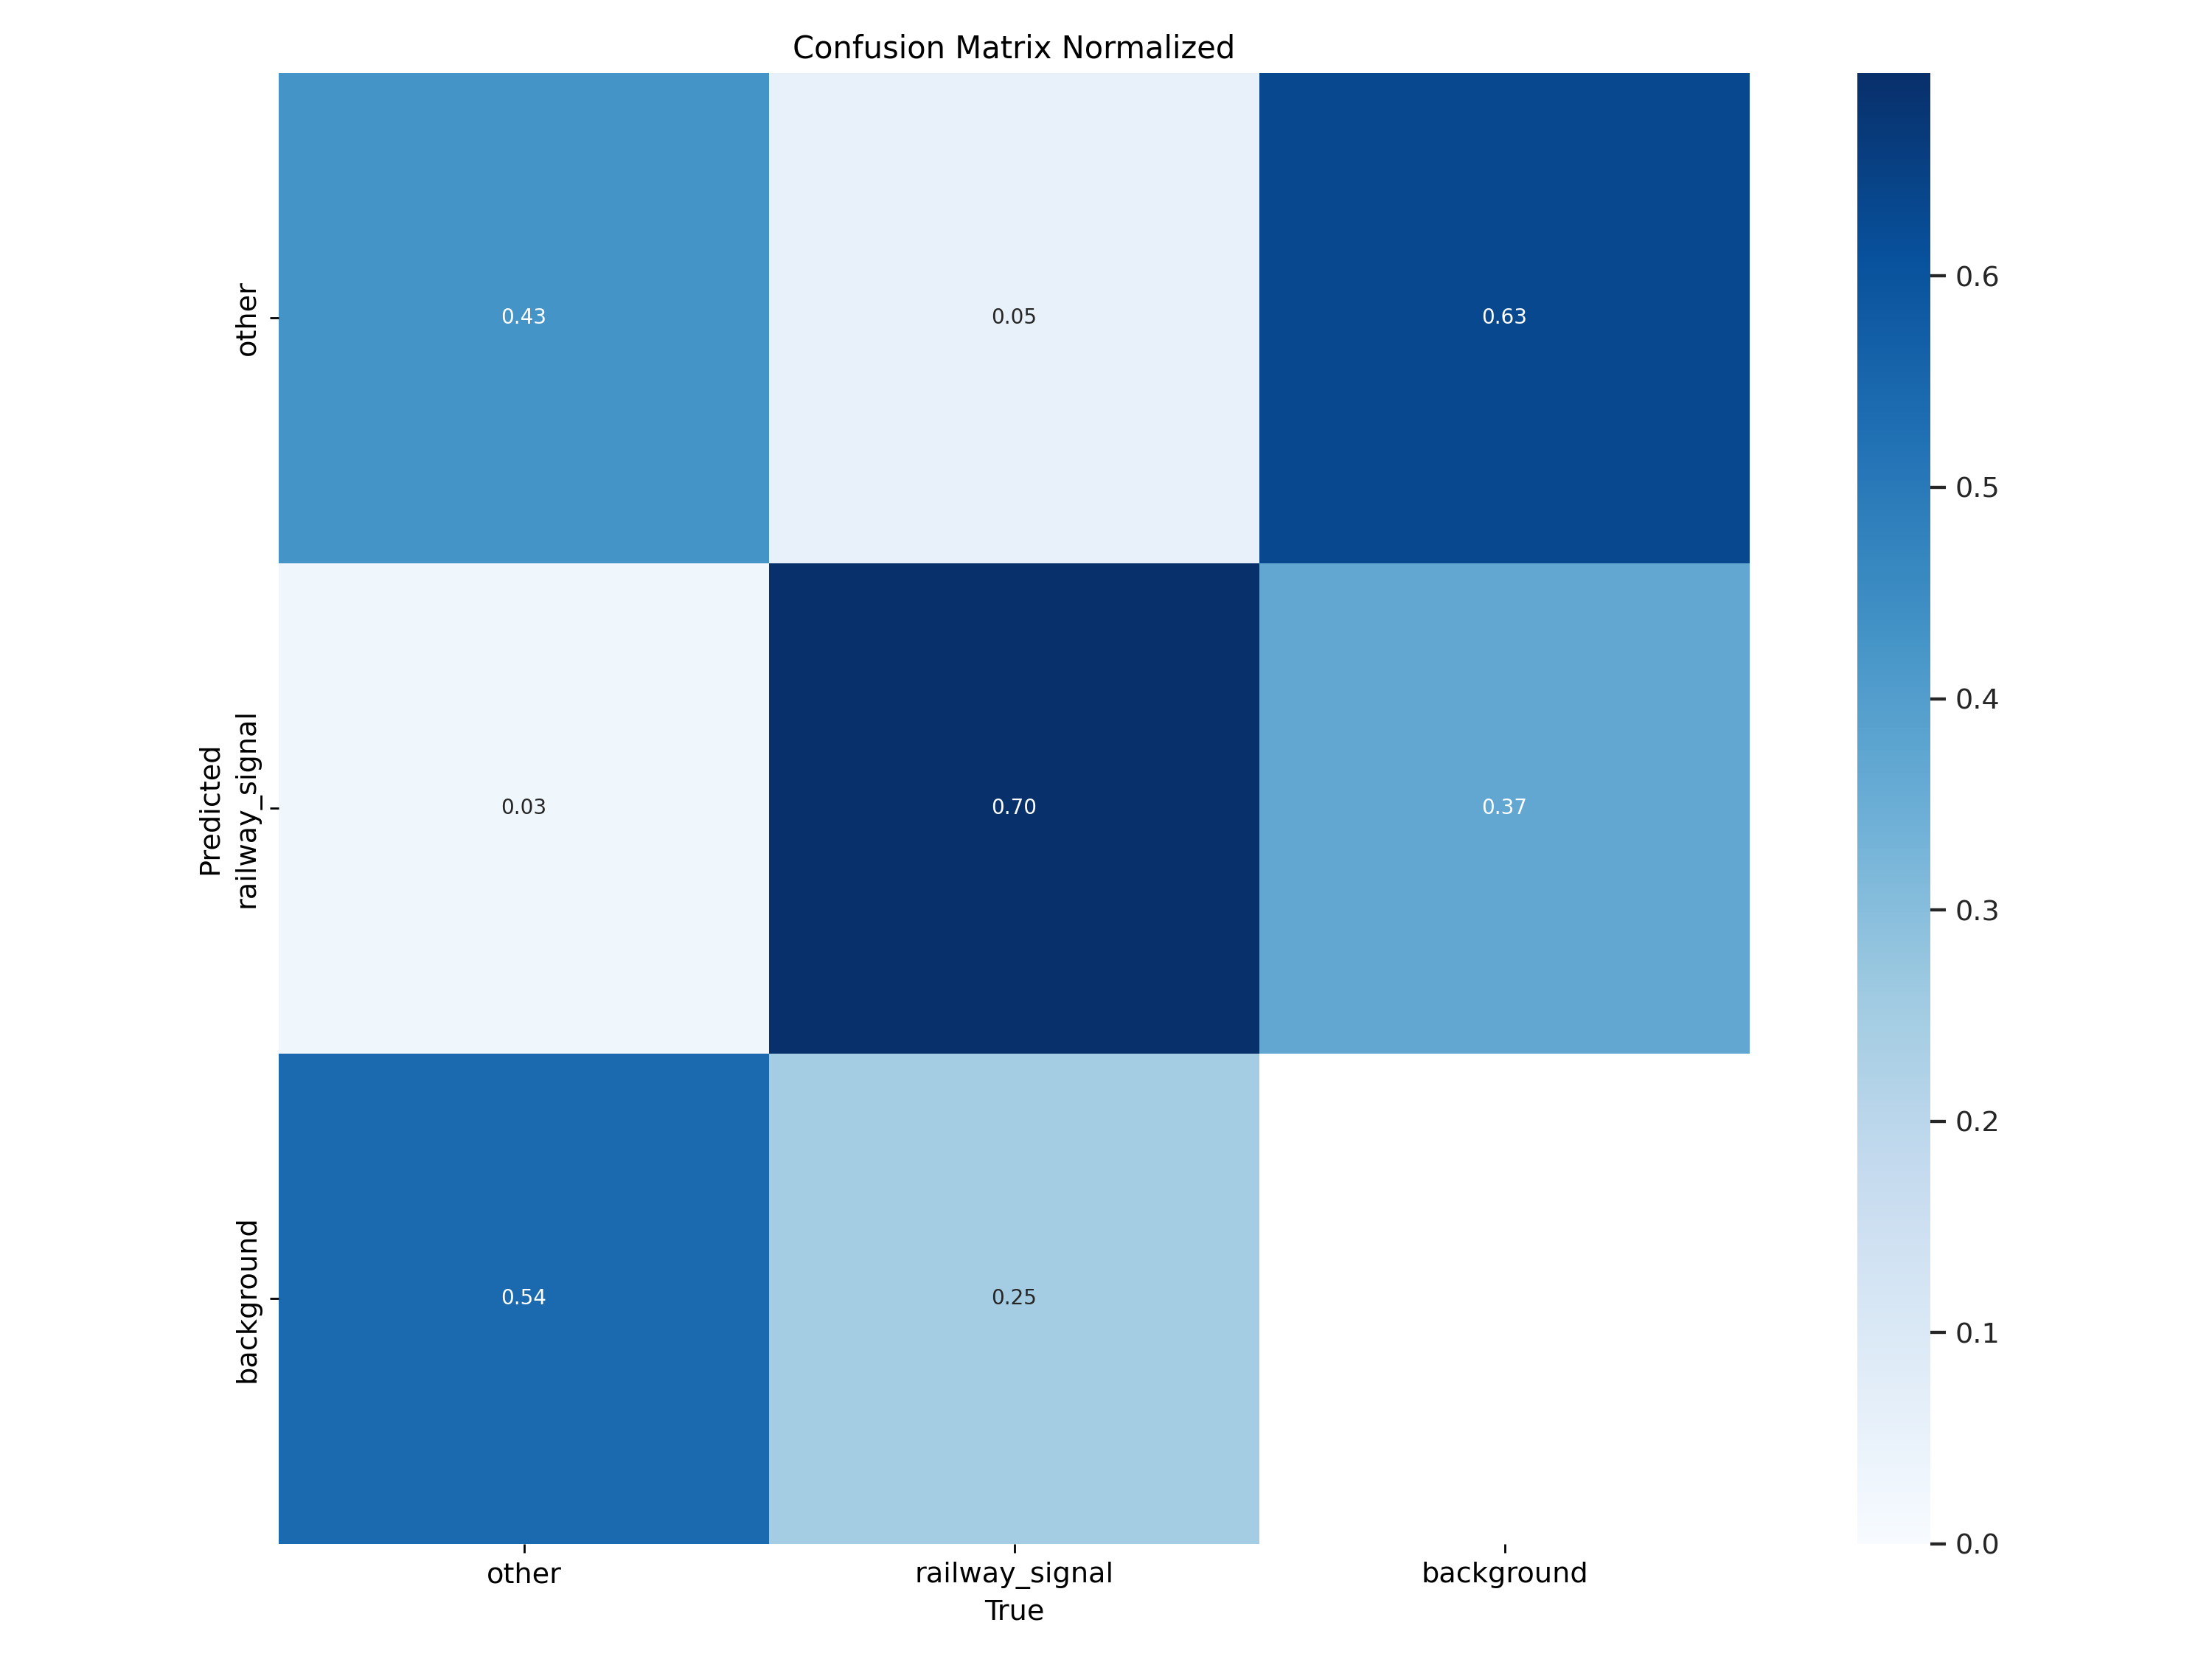 Confusion Matrix Normalized
other
0.43
0.05
0.63
Predicted
railway_signal
0.03
0.70
0.37
background
0.54
0.25
other
railway_signal
background
True
0.6
0.5
0.4
0.3
0.2
0.1
0.0